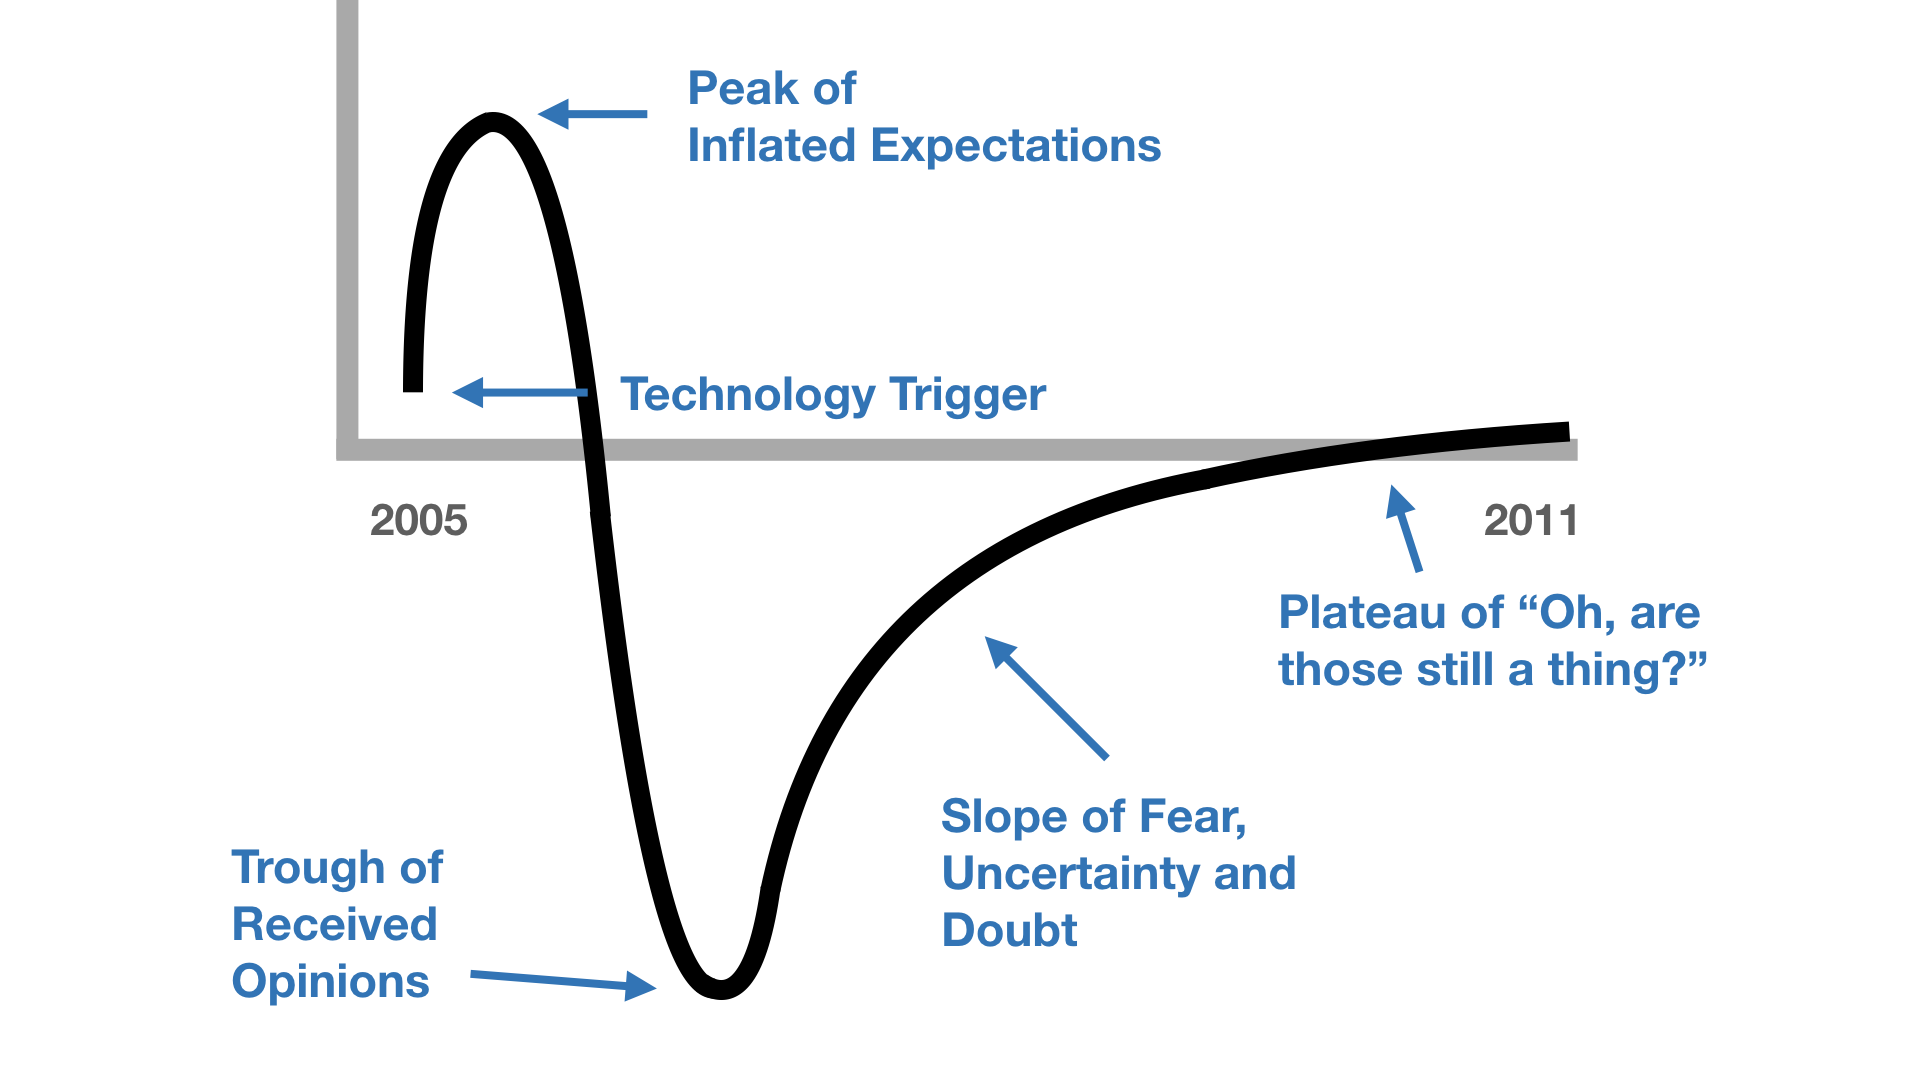 Peak of
Inflated Expectations
Technology Trigger
2005
2011
Plateau of “Oh, are
those still a thing?”
Slope of Fear,
Uncertainty and
Doubt
Trough of
Received
Opinions